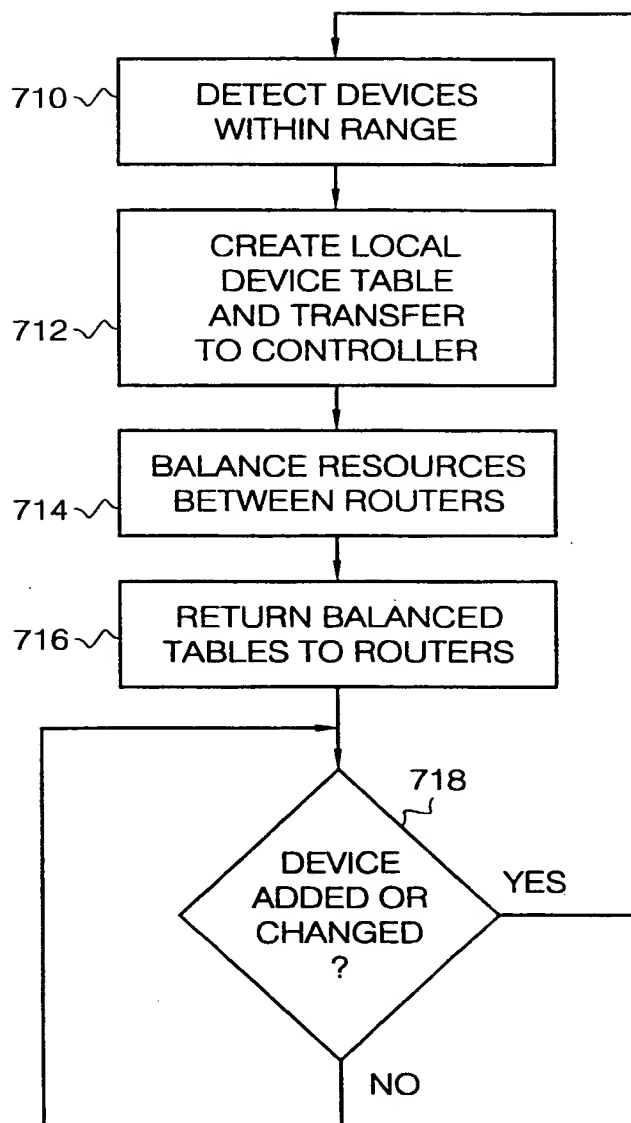 710
DETECT DEVICES
WITHIN RANGE
712
CREATE LOCAL
DEVICE TABLE
AND TRANSFER
TO CONTROLLER
714
BALANCE RESOURCES
BETWEEN ROUTERS
716
RETURN BALANCED
TABLES TO ROUTERS
718
DEVICE
ADDED OR
CHANGED
?
YES
NO